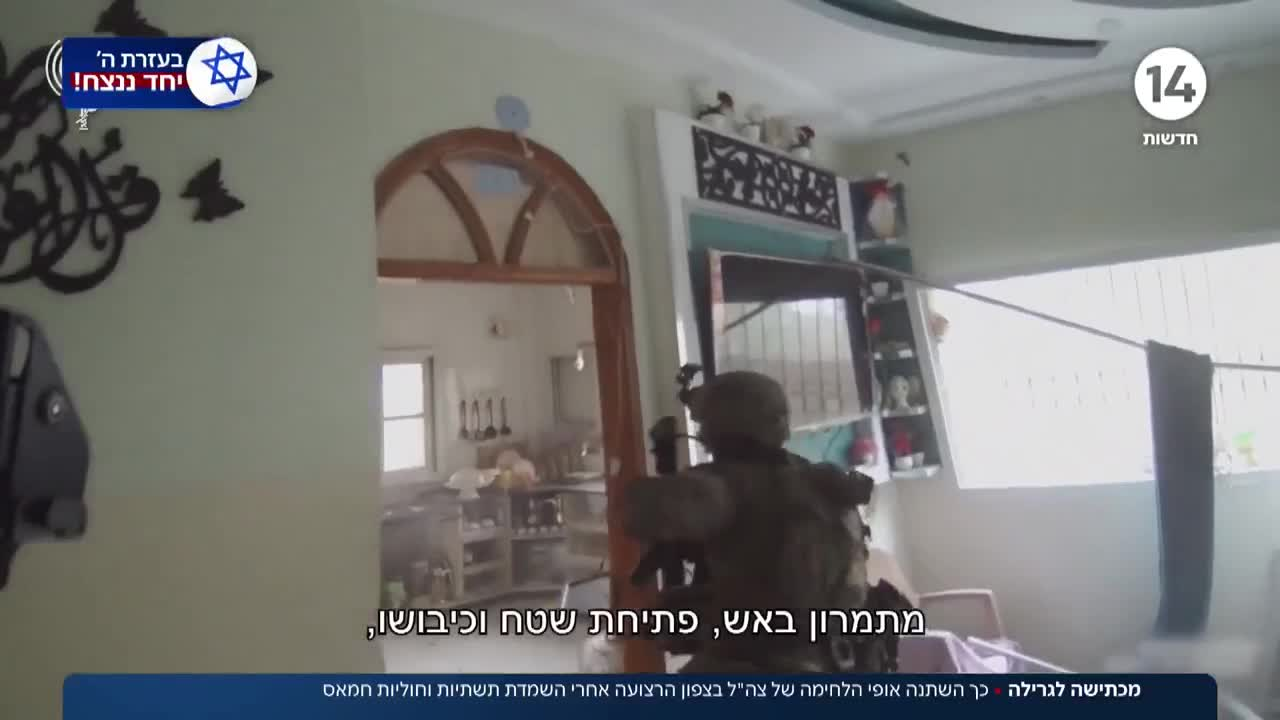 בעזרת ה'
יחד ננצח!
14
חדשות
מתמרון באש, פתיחת שטח וכיבושו,
מכתישה לגרילה • כך השתנה אופי הלחימה של צה"ל בצפון הרצועה אחרי השמדת תשתיות וחוליות חמאס